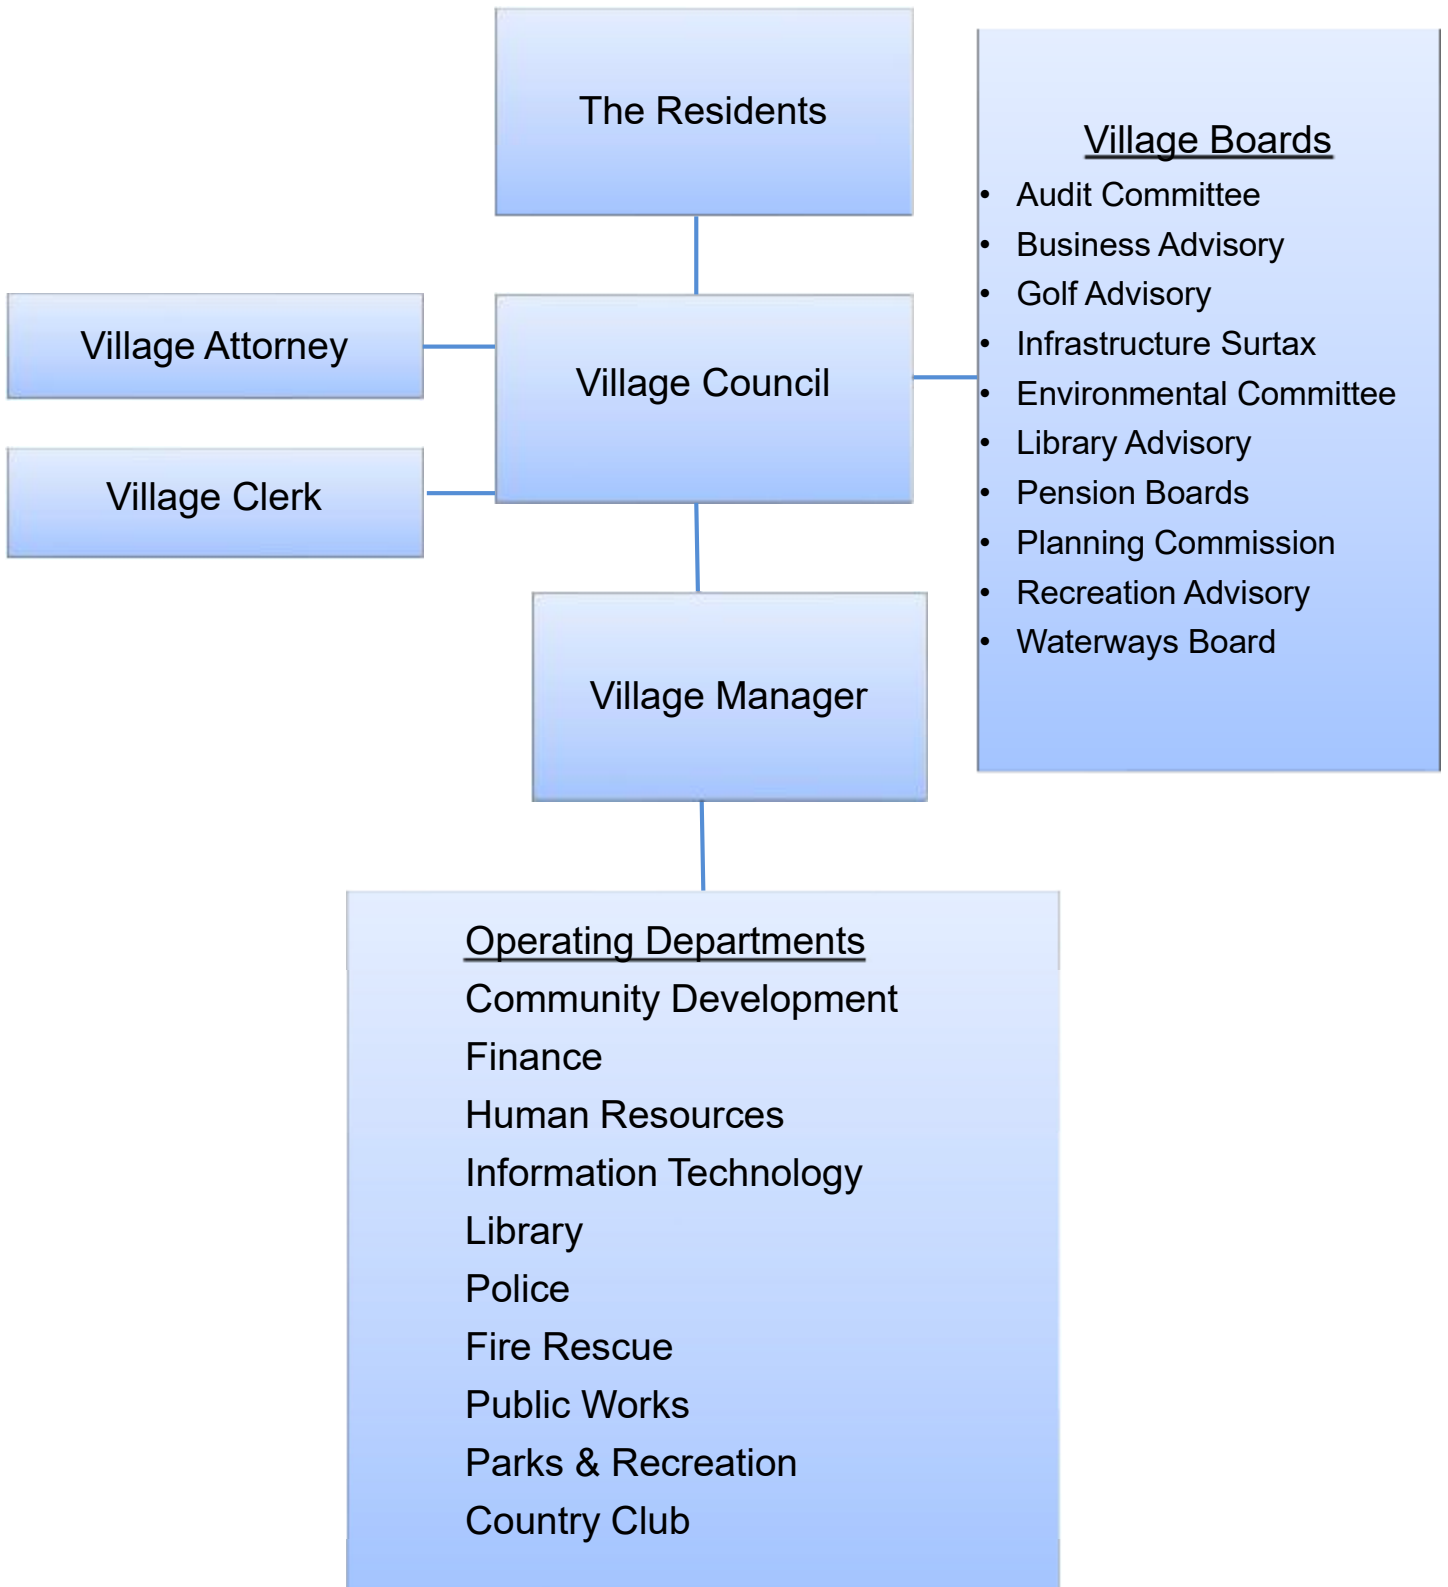 The Residents
Village Boards
• Audit Committee
• Business Advisory
• Golf Advisory
• Infrastructure Surtax
• Environmental Committee
• Library Advisory
• Pension Boards
• Planning Commission
• Recreation Advisory
• Waterways Board
Village Attorney
Village Council
Village Clerk
Village Manager
Operating Departments
Community Development
Finance
Human Resources
Information Technology
Library
Police
Fire Rescue
Public Works
Parks & Recreation
Country Club